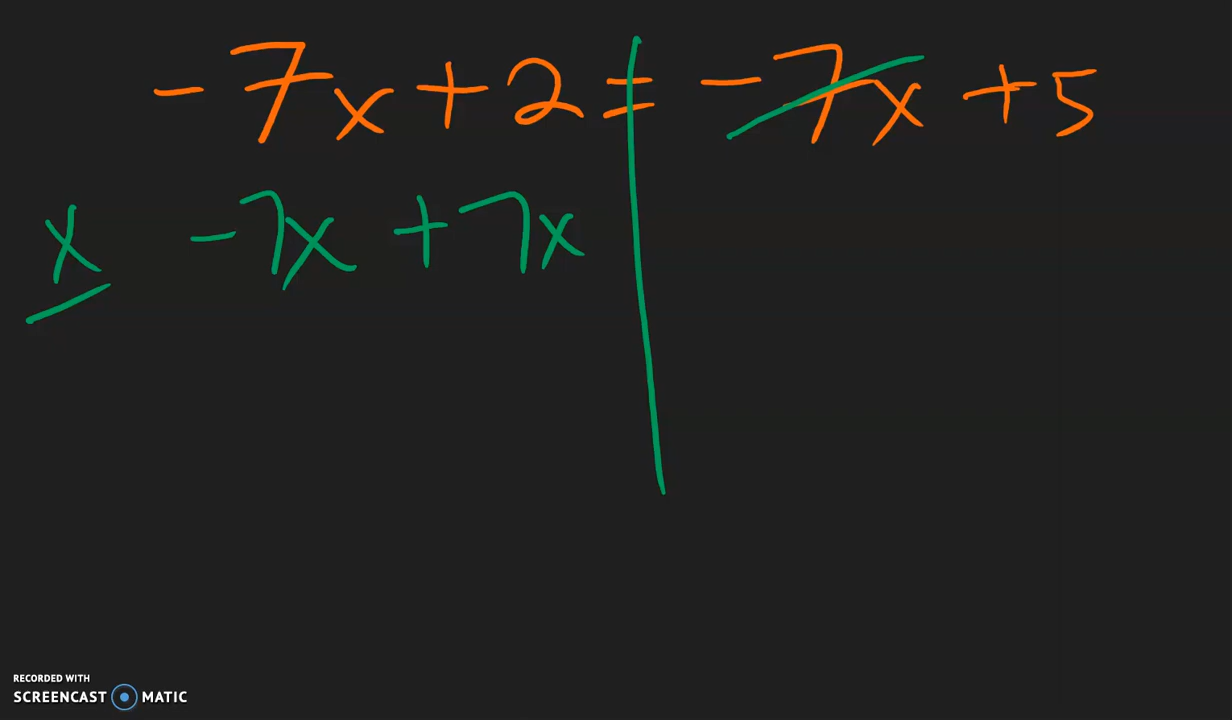 -7x+2=-7x+5
x -7x +7x
RECORDED WITH
SCREENCAST MATIC